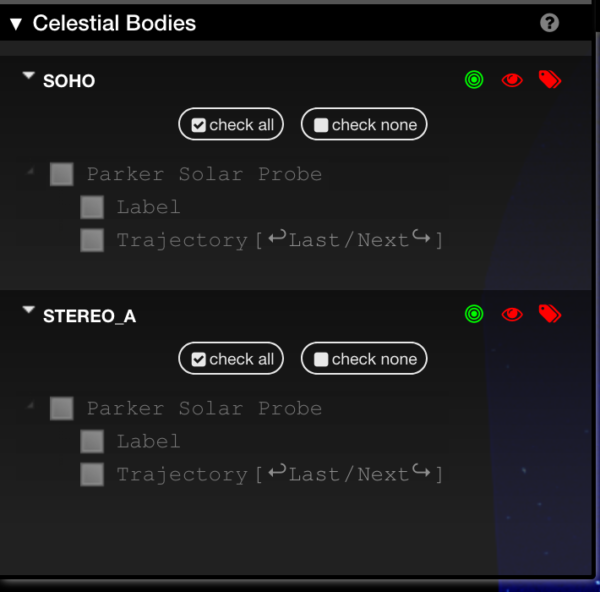 Celestial Bodies ?
SOHO
check all check none
Parker Solar Probe
Label
Trajectory [↩Last/Next↪]
STEREO_A
check all check none
Parker Solar Probe
Label
Trajectory [↩Last/Next↪]